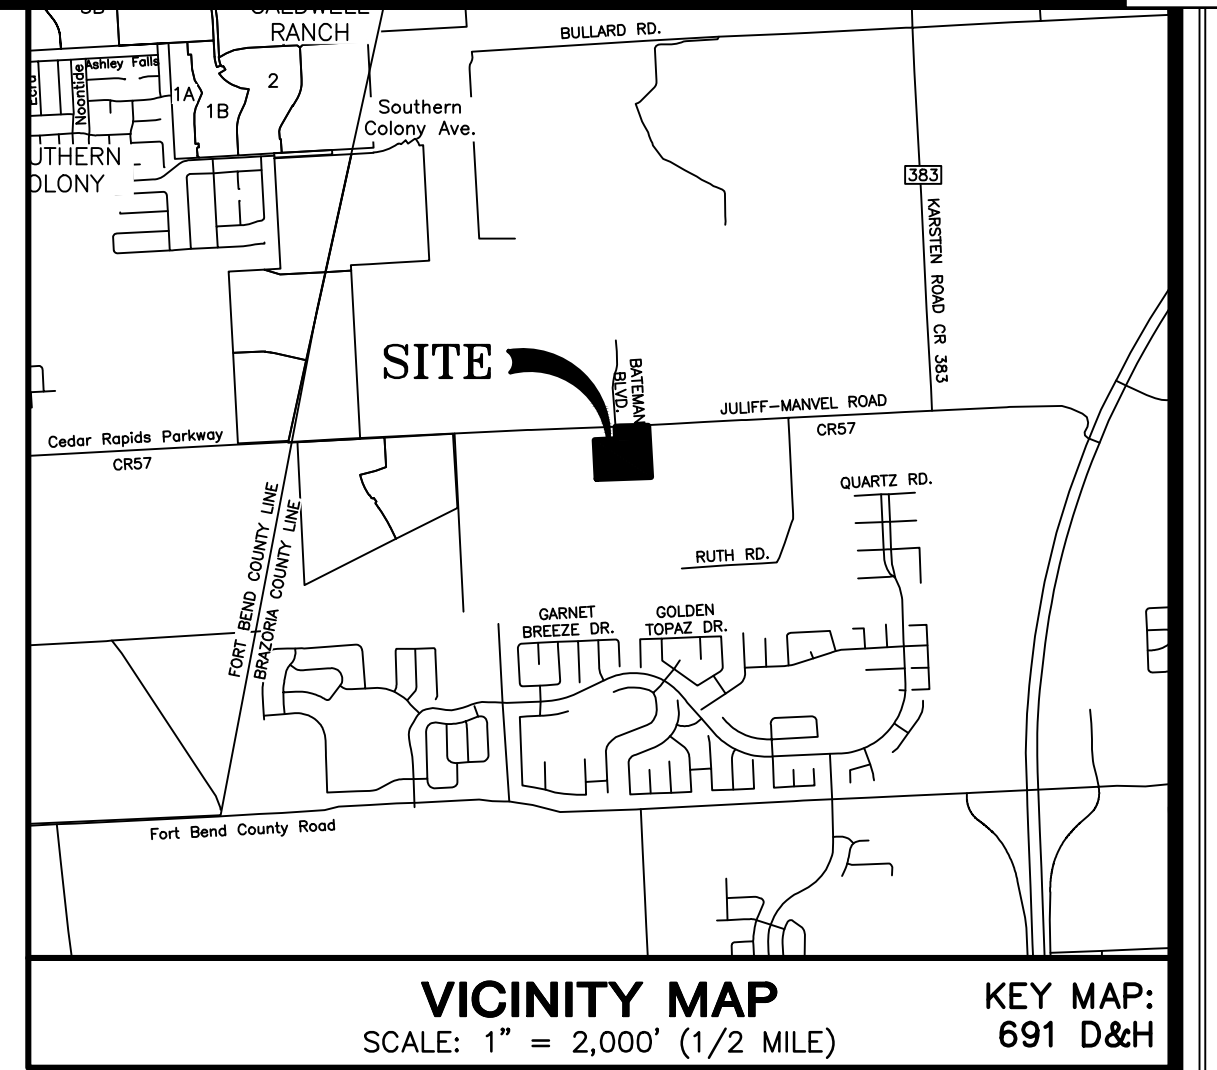 CALDWELL
RANCH
BULLARD RD.
Ashley Falls
Noontide
1A
1B
2
Southern
Colony Ave.
UTHERN
OLONY
383
KARSTEN ROAD CR 383
SITE
BATEMAN
BLVD.
JULIFF-MANVEL ROAD
CR57
Cedar Rapids Parkway
CR57
QUARTZ RD.
FORT BEND COUNTY LINE
BRAZORIA COUNTY LINE
RUTH RD.
GARNET
BREEZE DR.
GOLDEN
TOPAZ DR.
Fort Bend County Road
VICINITY MAP
SCALE: 1" = 2,000' (1/2 MILE)
KEY MAP:
691 D&H